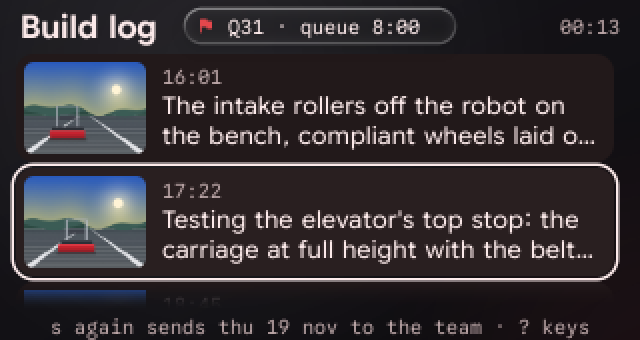 Build log
Q31 · queue 8:00
00:13
16:01
The intake rollers off the robot on
the bench, compliant wheels laid o...
17:22
Testing the elevator's top stop: the
carriage at full height with the belt...
18:45
s again sends thu 19 nov to the team · ? keys